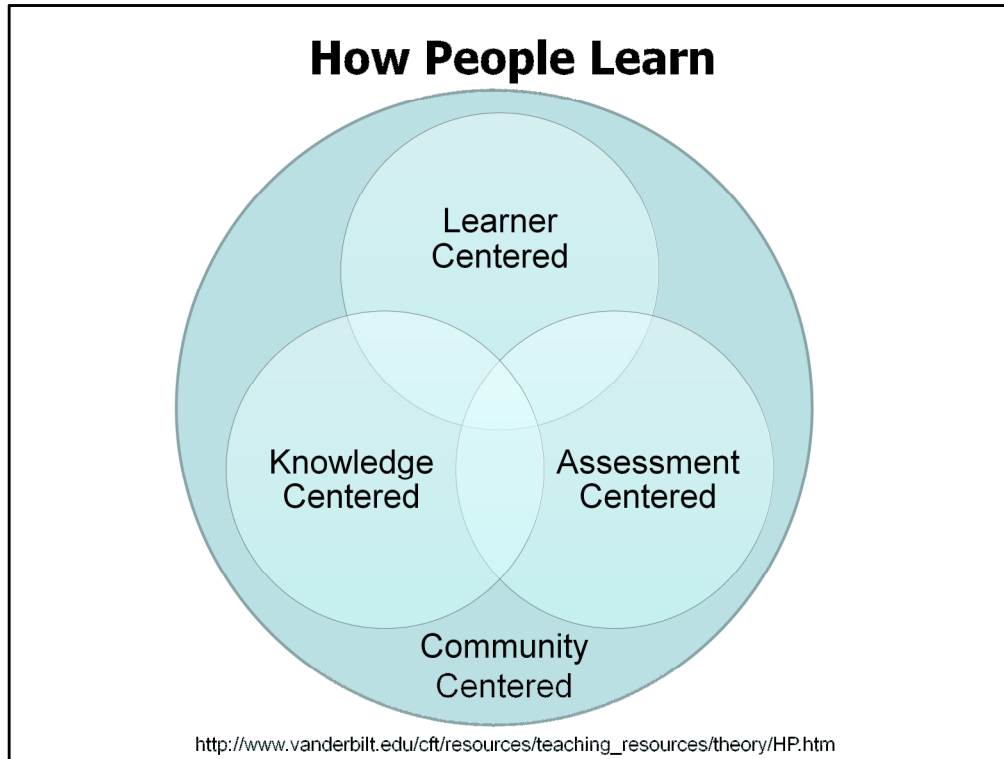 How People Learn
Learner
Centered
Knowledge
Centered
Assessment
Centered
Community
Centered
http://www.vanderbilt.edu/cft/resources/teaching_resources/theory/HP.htm